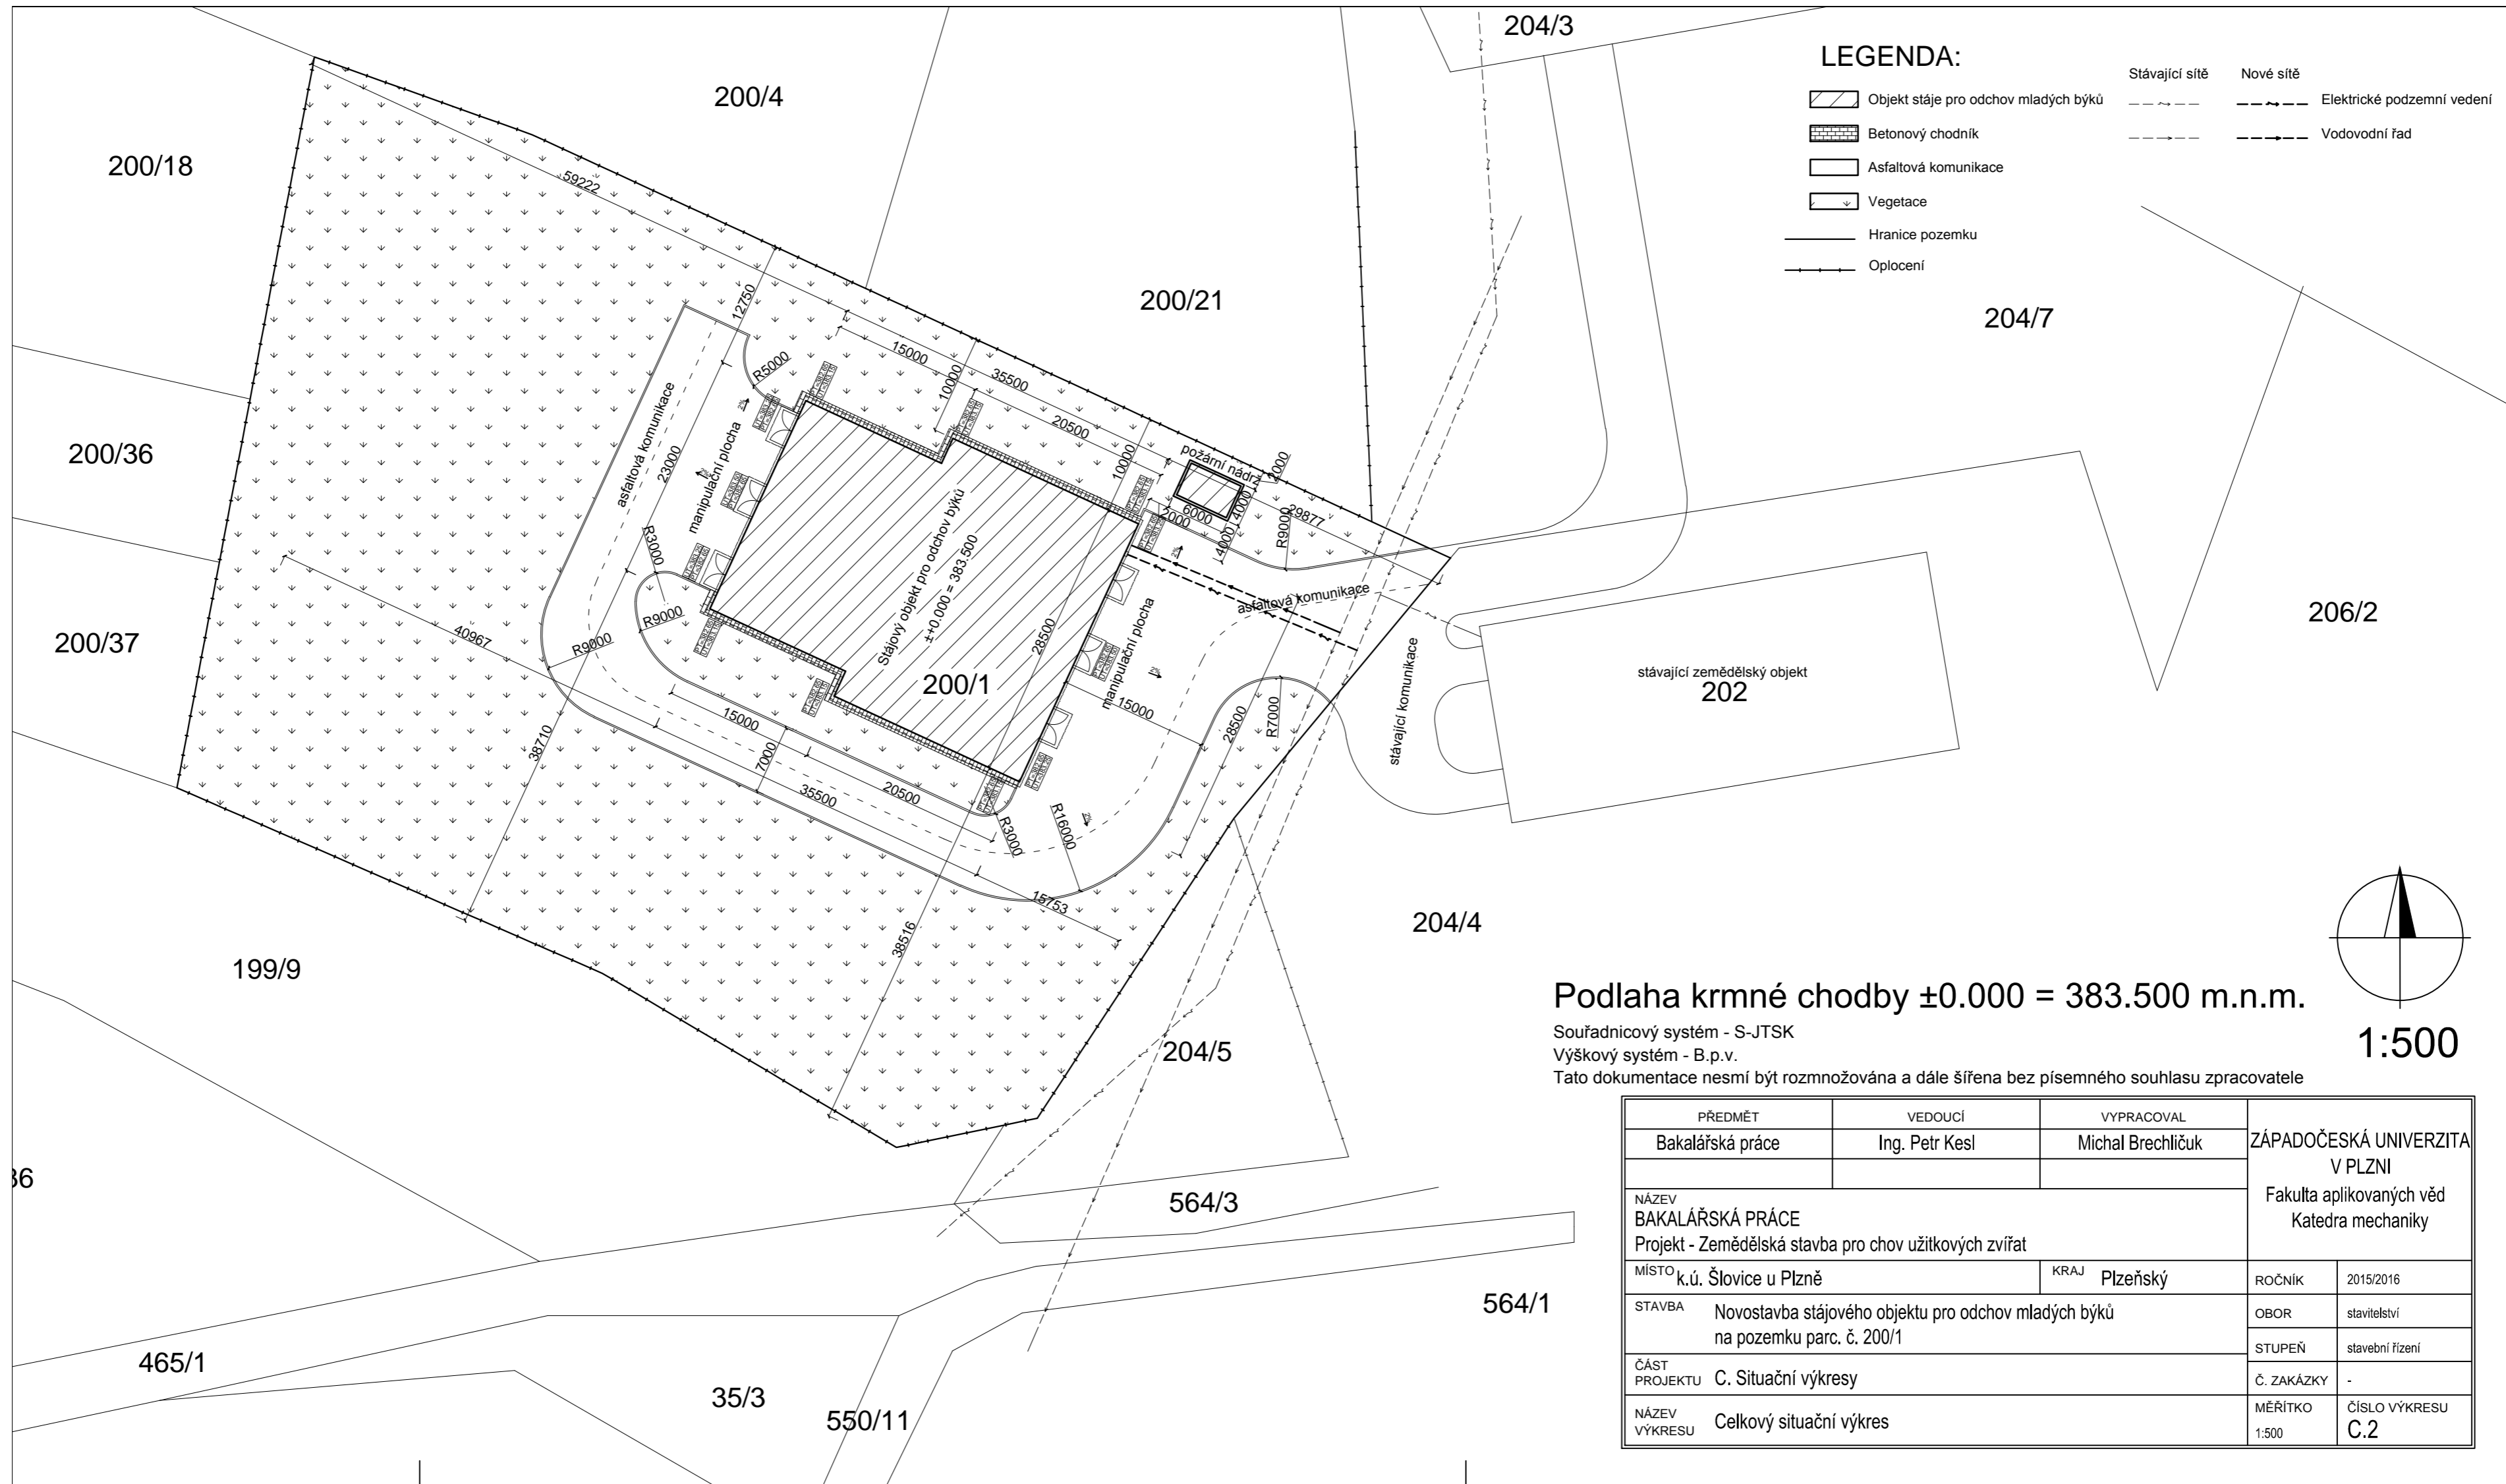 204/3
LEGENDA:
Stávající sítě
Nové sítě
Objekt stáje pro odchov mladých býků
Elektrické podzemní vedení
Betonový chodník
Vodovodní řad
Asfaltová komunikace
Vegetace
Hranice pozemku
Oplocení
200/4
200/18
59222
200/21
204/7
12750
15000
35500
10000
R5000
20500
10000
požární nádrž
1000
200/36
asfaltová komunikace
manipulační plocha
23000
2%
2%
4000
6000
2000
29877
4000
R9000
2%
R3000
R9000
R9000
Stájový objekt pro odchov býků
±+0.000 = 383.500
28500
200/1
asfaltová komunikace
manipulační plocha
2%
15000
28500
R7000
stávající komunikace
stávající zemědělský objekt
202
206/2
200/37
40967
38710
15000
7000
35500
20500
R3000
R16000
2%
15753
38516
204/4
199/9
204/5
Podlaha krmné chodby ±0.000 = 383.500 m.n.m.
Souřadnicový systém - S-JTSK
Výškový systém - B.p.v.
Tato dokumentace nesmí být rozmnožována a dále šířena bez písemného souhlasu zpracovatele
1:500
36
564/3
564/1
465/1
35/3
550/11
PŘEDMĚT
VEDOUCÍ
VYPRACOVAL
Bakalářská práce
Ing. Petr Kesl
Michal Brechličuk
ZÁPADOČESKÁ UNIVERZITA
V PLZNI
Fakulta aplikovaných věd
Katedra mechaniky
NÁZEV
BAKALÁŘSKÁ PRÁCE
Projekt - Zemědělská stavba pro chov užitkových zvířat
MÍSTO k.ú. Šlovice u Plzně
KRAJ Plzeňský
ROČNÍK 2015/2016
STAVBA Novostavba stájového objektu pro odchov mladých býků
na pozemku parc. č. 200/1
OBOR stavitelství
STUPEŇ stavební řízení
ČÁST
PROJEKTU C. Situační výkresy
Č. ZAKÁZKY -
NÁZEV
VÝKRESU Celkový situační výkres
MĚŘÍTKO
1:500
ČÍSLO VÝKRESU
C.2